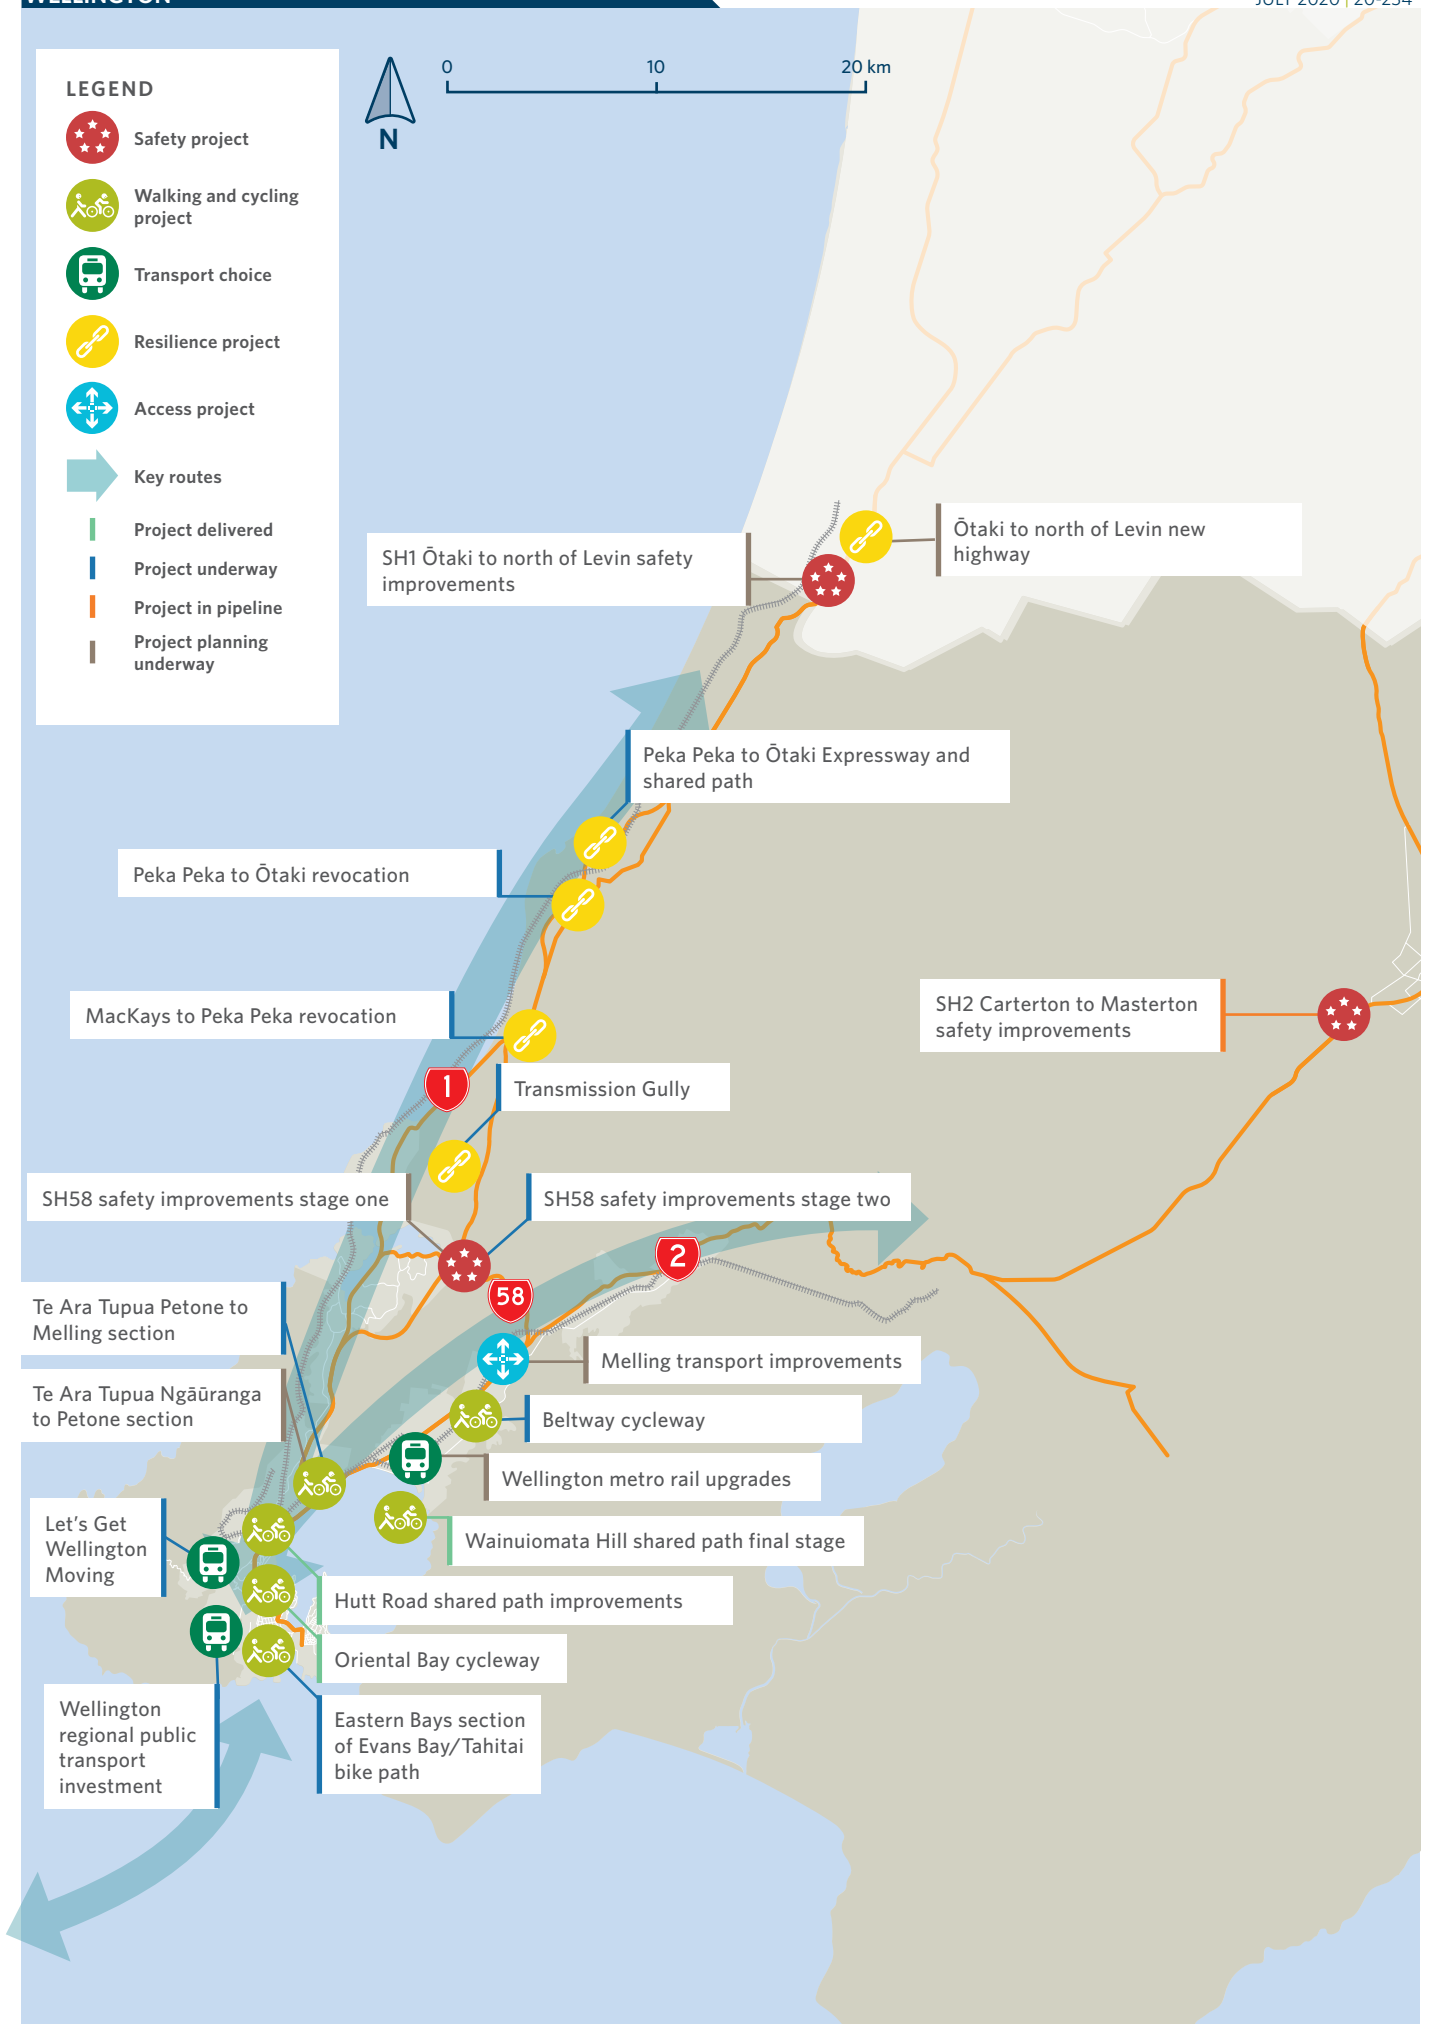 WELLINGTON
JULY 2020 | 20-254
LEGEND
Safety project
Walking and cycling
project
Transport choice
Resilience project
Access project
Key routes
Project delivered
Project underway
Project in pipeline
Project planning
underway
N
0 10 20 km
Ōtaki to north of Levin new
highway
SH1 Ōtaki to north of Levin safety
improvements
Peka Peka to Ōtaki Expressway and
shared path
Peka Peka to Ōtaki revocation
MacKays to Peka Peka revocation
SH2 Carterton to Masterton
safety improvements
1
Transmission Gully
SH58 safety improvements stage one
SH58 safety improvements stage two
2
58
Te Ara Tupua Petone to
Melling section
Melling transport improvements
Te Ara Tupua Ngāūranga
to Petone section
Beltway cycleway
Wellington metro rail upgrades
Let's Get
Wellington
Moving
Wainuiomata Hill shared path final stage
Hutt Road shared path improvements
Oriental Bay cycleway
Wellington
regional public
transport
investment
Eastern Bays section
of Evans Bay/Tahitai
bike path